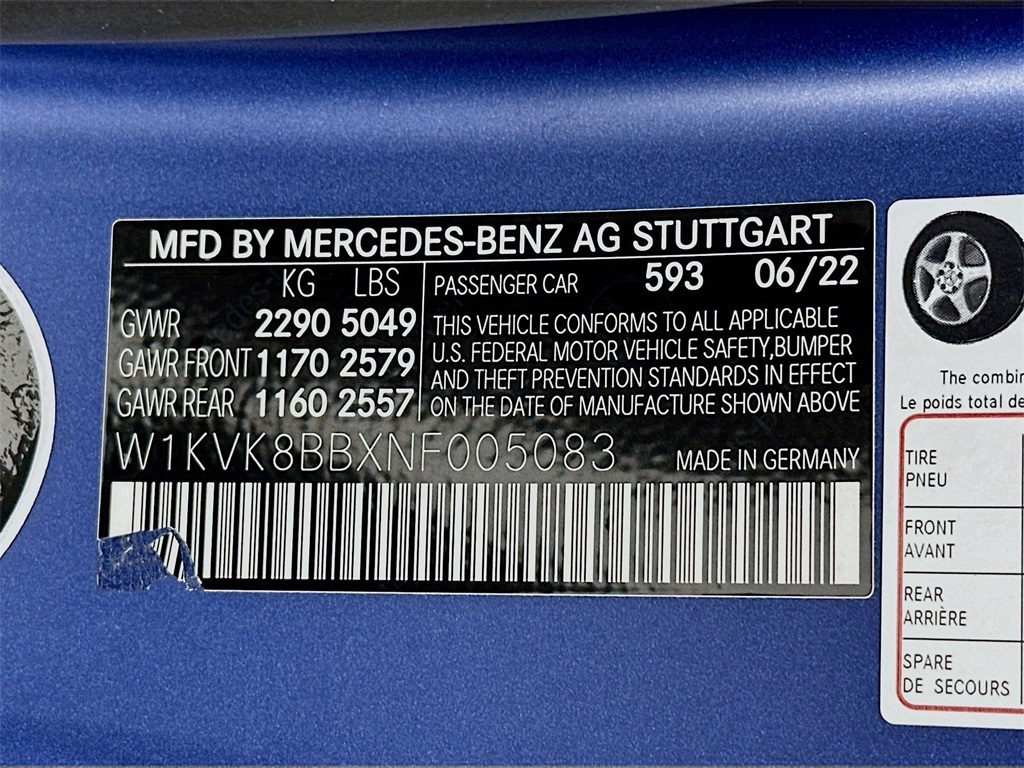 MFD BY MERCEDES-BENZ AG STUTTGART
KG LBS
GVWR 2290 5049
GAWR FRONT 1170 2579
GAWR REAR 1160 2557
PASSENGER CAR 593 06/22
THIS VEHICLE CONFORMS TO ALL APPLICABLE
U.S. FEDERAL MOTOR VEHICLE SAFETY,BUMPER
AND THEFT PREVENTION STANDARDS IN EFFECT
ON THE DATE OF MANUFACTURE SHOWN ABOVE
W1KVK8BBXNF005083
MADE IN GERMANY
The combin
Le poids total de
TIRE
PNEU
FRONT
AVANT
REAR
ARRIÈRE
SPARE
DE SECOURS